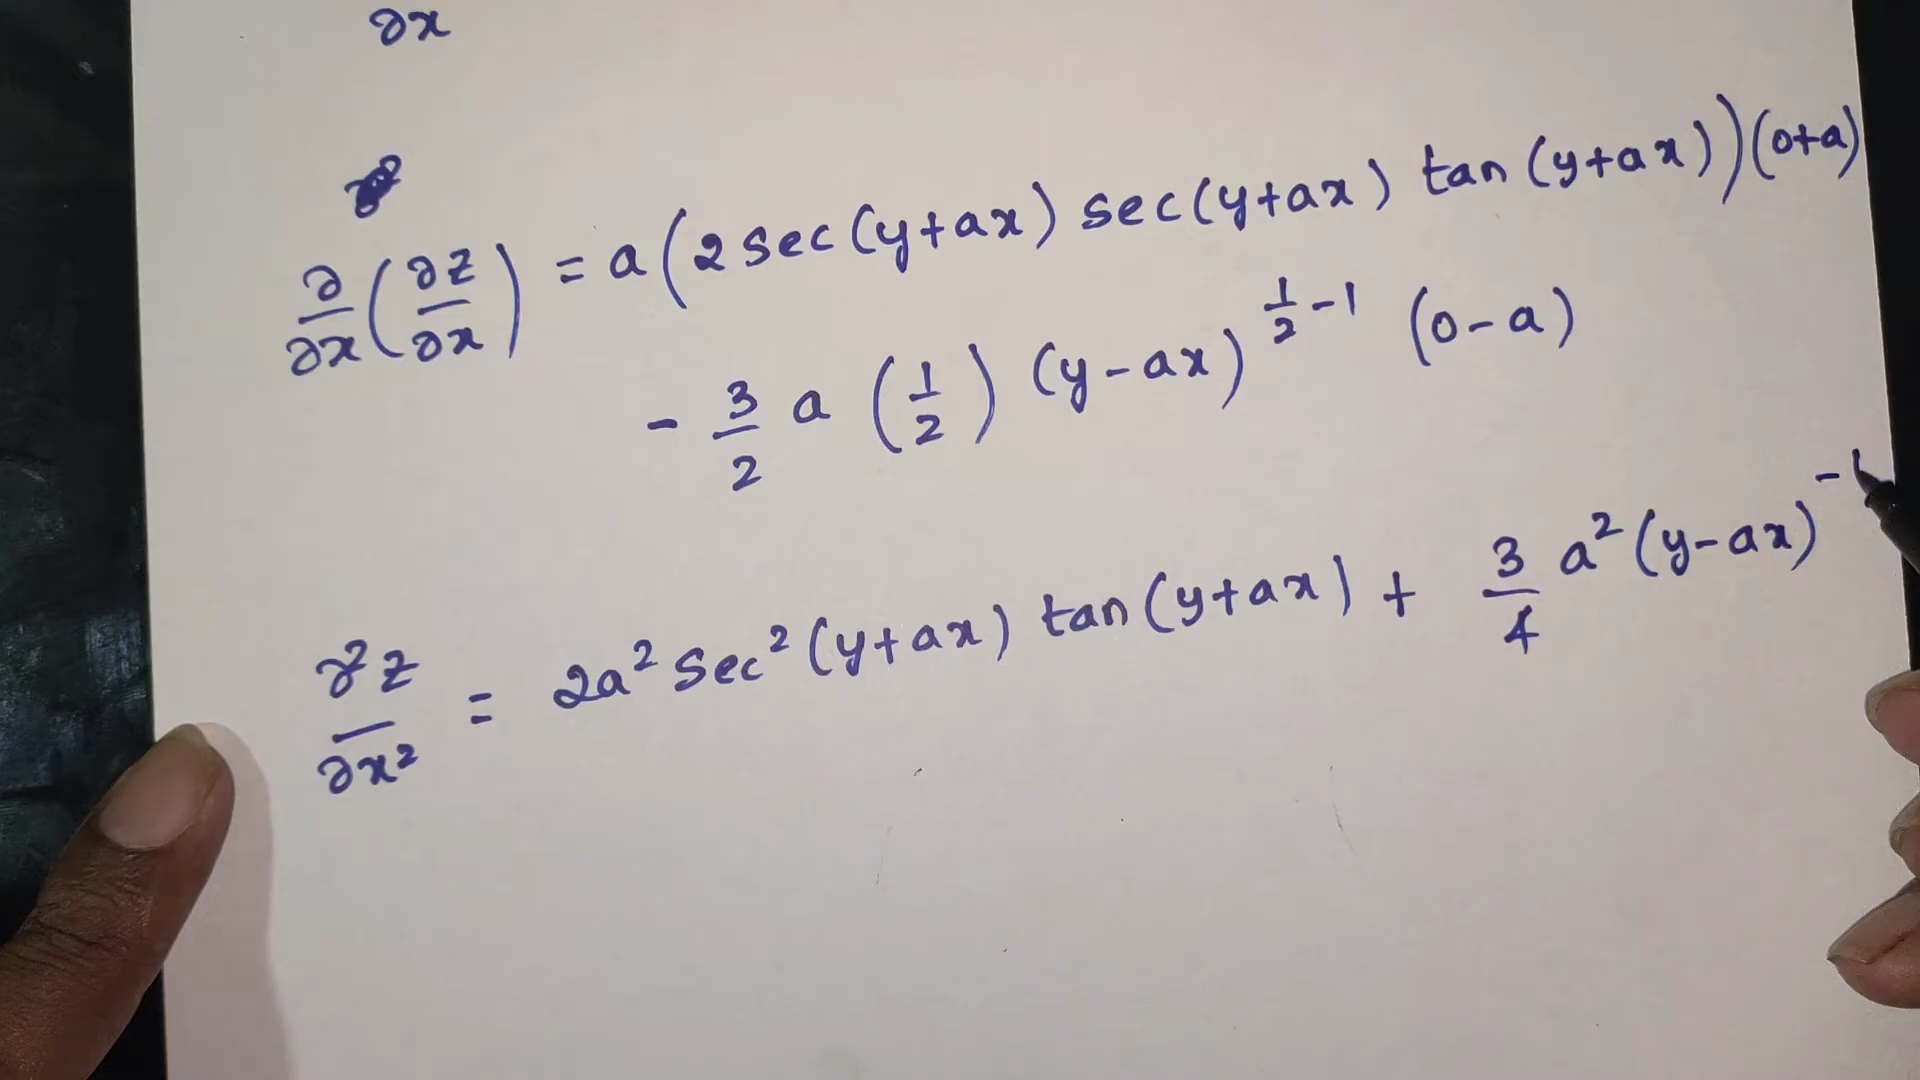 ∂x
∂/∂x (∂z/∂x) = a(2 sec(y+ax) sec(y+ax) tan(y+ax))(0+a)
- 3/2 a (1/2) (y-ax)^(1/2 - 1) (0-a)
∂²z/∂x² = 2a² sec²(y+ax) tan(y+ax) + 3/4 a² (y-ax)^-